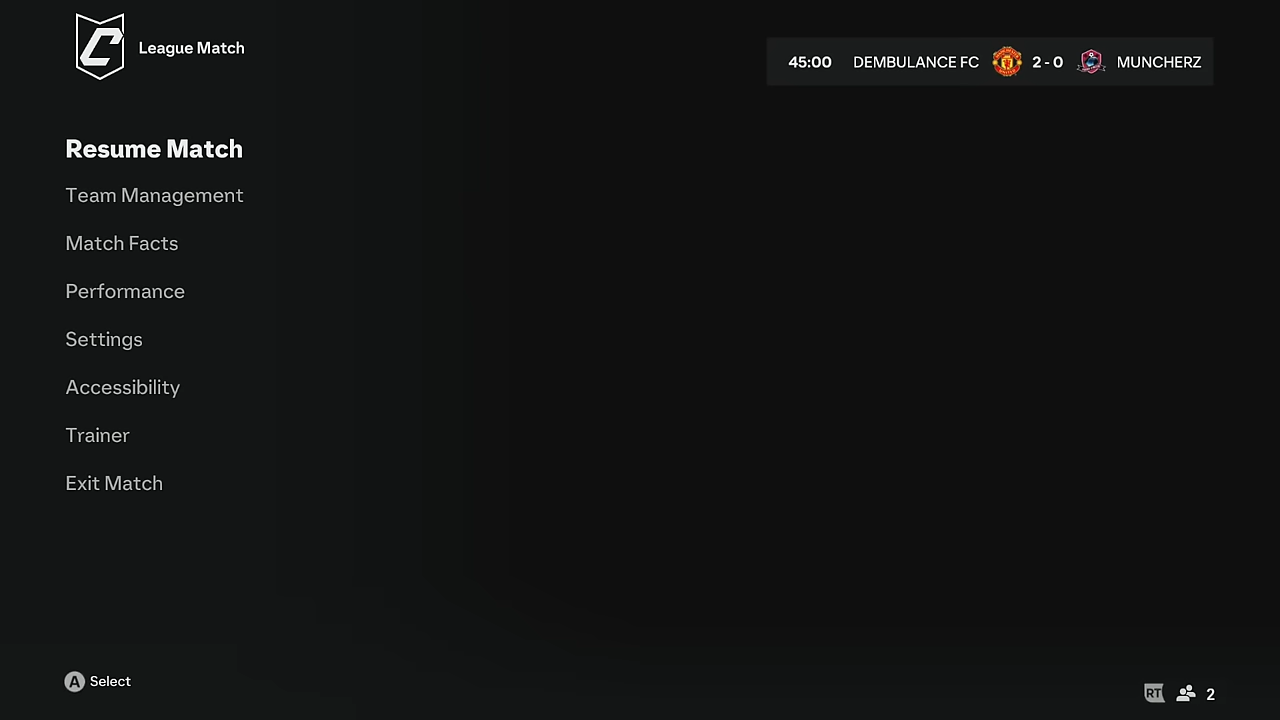 League Match
45:00 DEMBULANCE FC 2 - 0 MUNCHERZ
Resume Match
Team Management
Match Facts
Performance
Settings
Accessibility
Trainer
Exit Match
A Select
RT 2